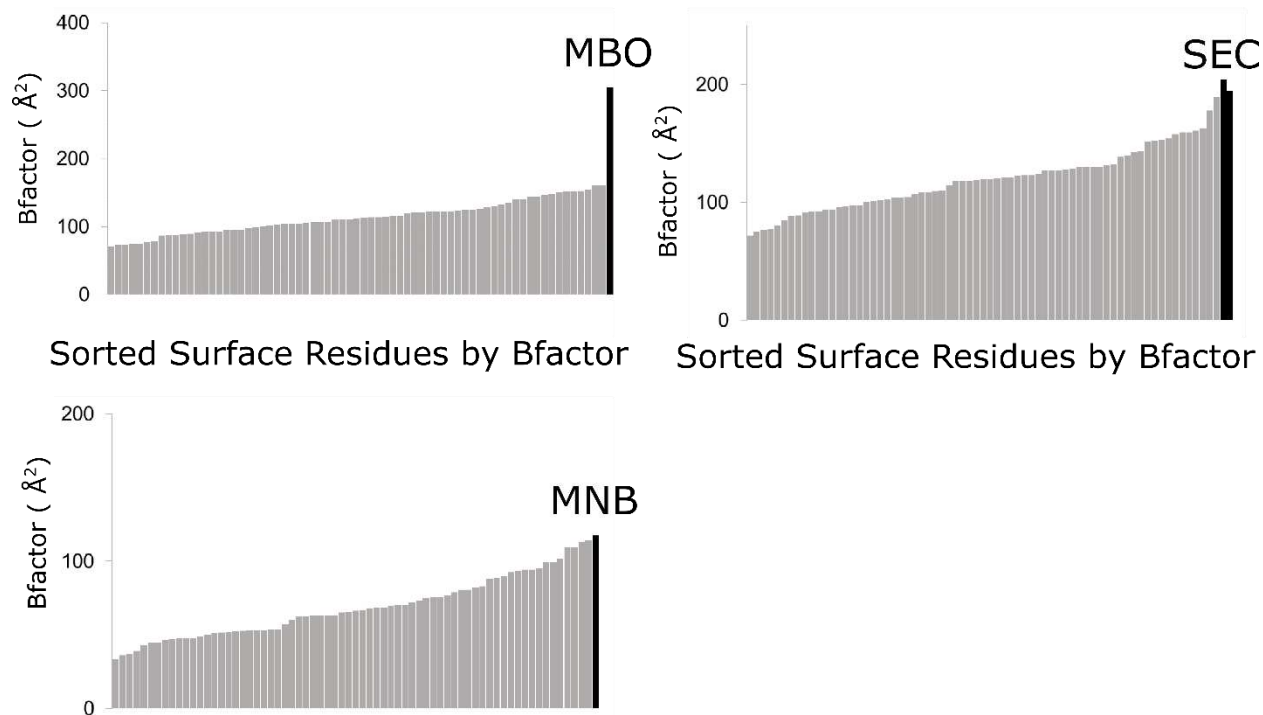 400
300
200
100
0
Bfactor ( Å²)
MBO
Sorted Surface Residues by Bfactor
200
100
0
Bfactor ( Å²)
SEC
Sorted Surface Residues by Bfactor
200
100
0
Bfactor ( Å²)
MNB